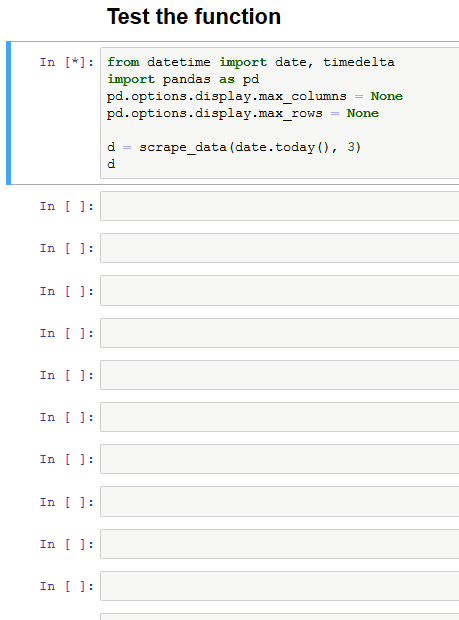 Test the function
In [*]:
from datetime import date, timedelta
import pandas as pd
pd.options.display.max_columns = None
pd.options.display.max_rows = None
d = scrape_data(date.today(), 3)
d
In [ ]:
In [ ]:
In [ ]:
In [ ]:
In [ ]:
In [ ]:
In [ ]:
In [ ]:
In [ ]:
In [ ]: